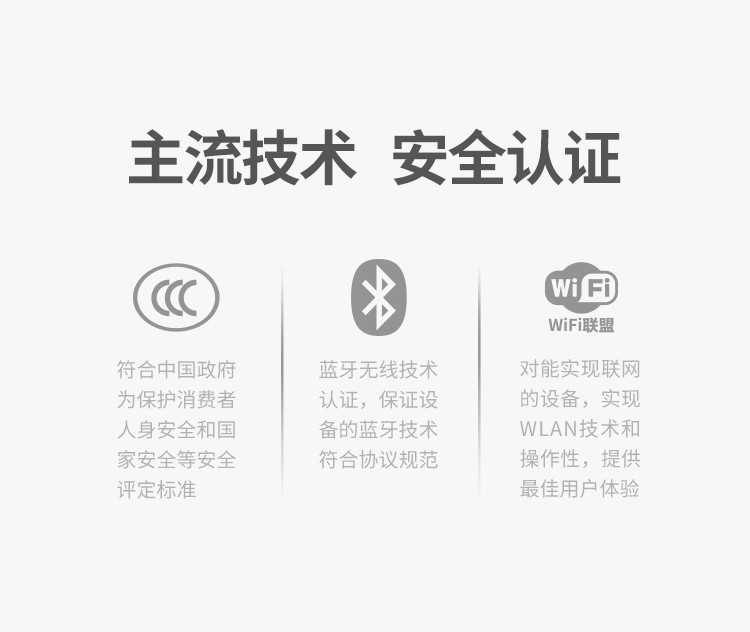 主流技术 安全认证
CCC
WiFi
WiFi联盟
符合中国政府
为保护消费者
人身安全和国
家安全等安全
评定标准
蓝牙无线技术
认证，保证设
备的蓝牙技术
符合协议规范
对能实现联网
的设备，实现
WLAN技术和
操作性，提供
最佳用户体验